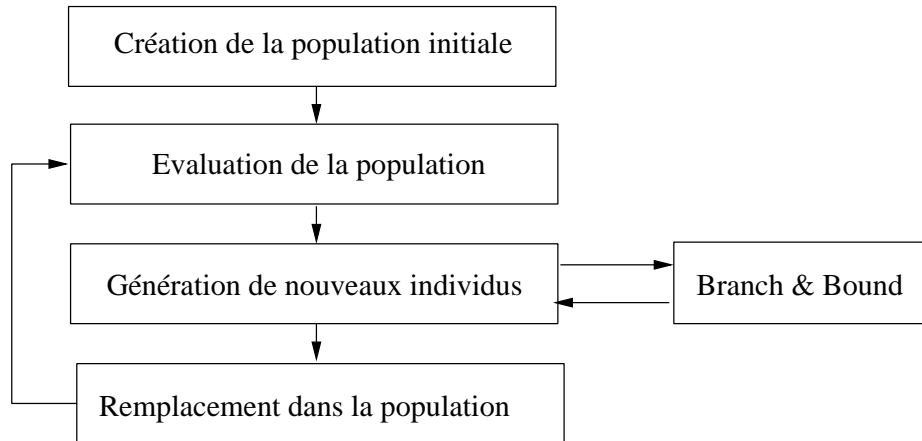 Création de la population initiale
Evaluation de la population
Génération de nouveaux individus
Branch & Bound
Remplacement dans la population